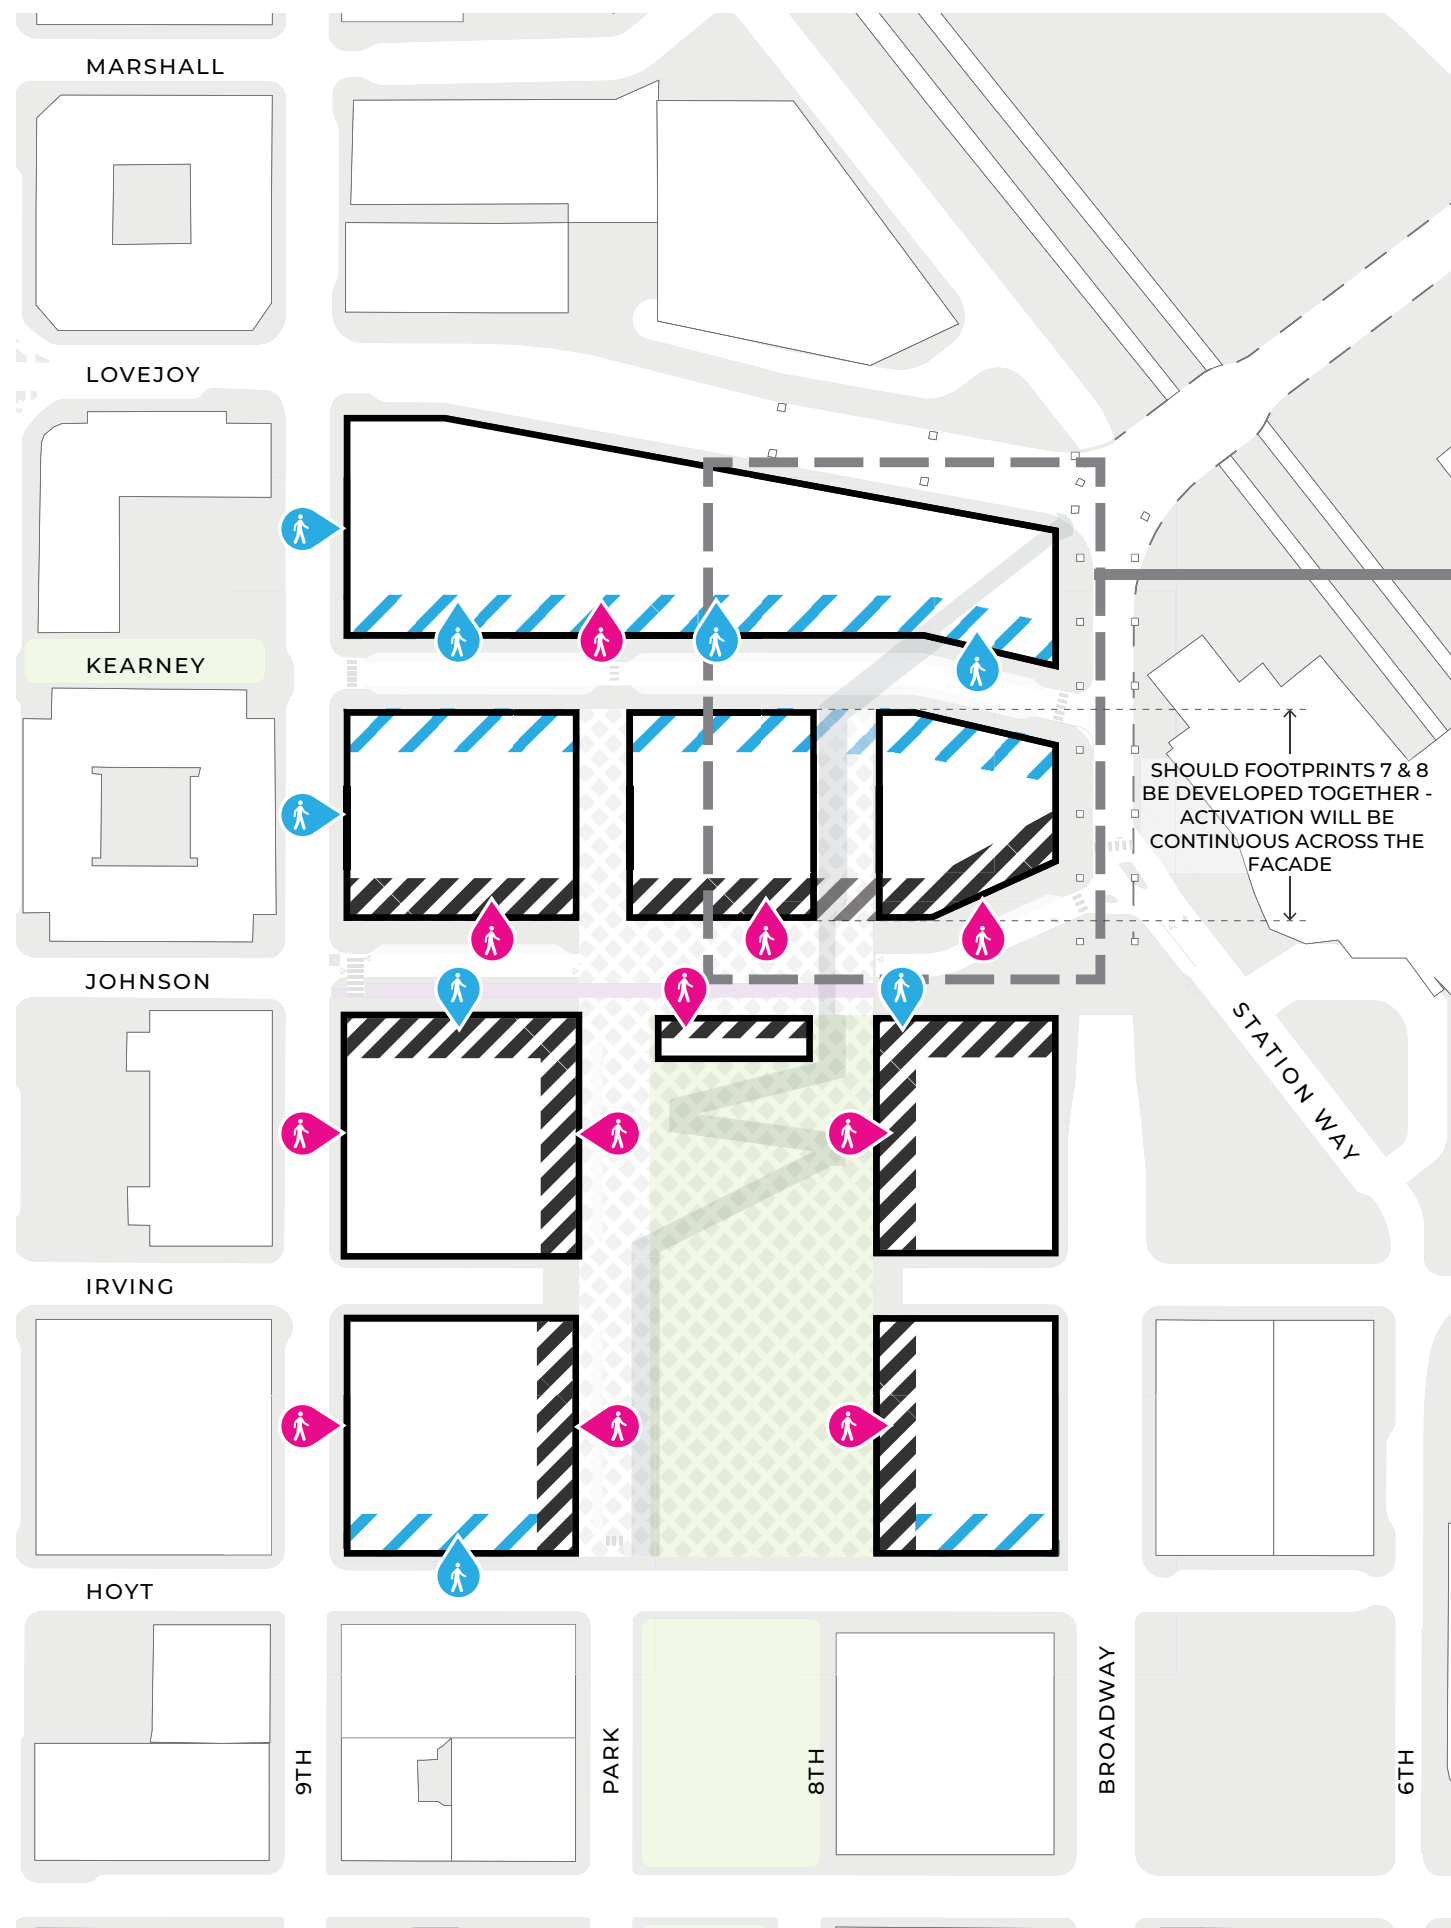 MARSHALL
LOVEJOY
KEARNEY
SHOULD FOOTPRINTS 7 & 8
BE DEVELOPED TOGETHER -
ACTIVATION WILL BE
CONTINUOUS ACROSS THE
FACADE
JOHNSON
STATION WAY
IRVING
HOYT
9TH
PARK
8TH
BROADWAY
6TH